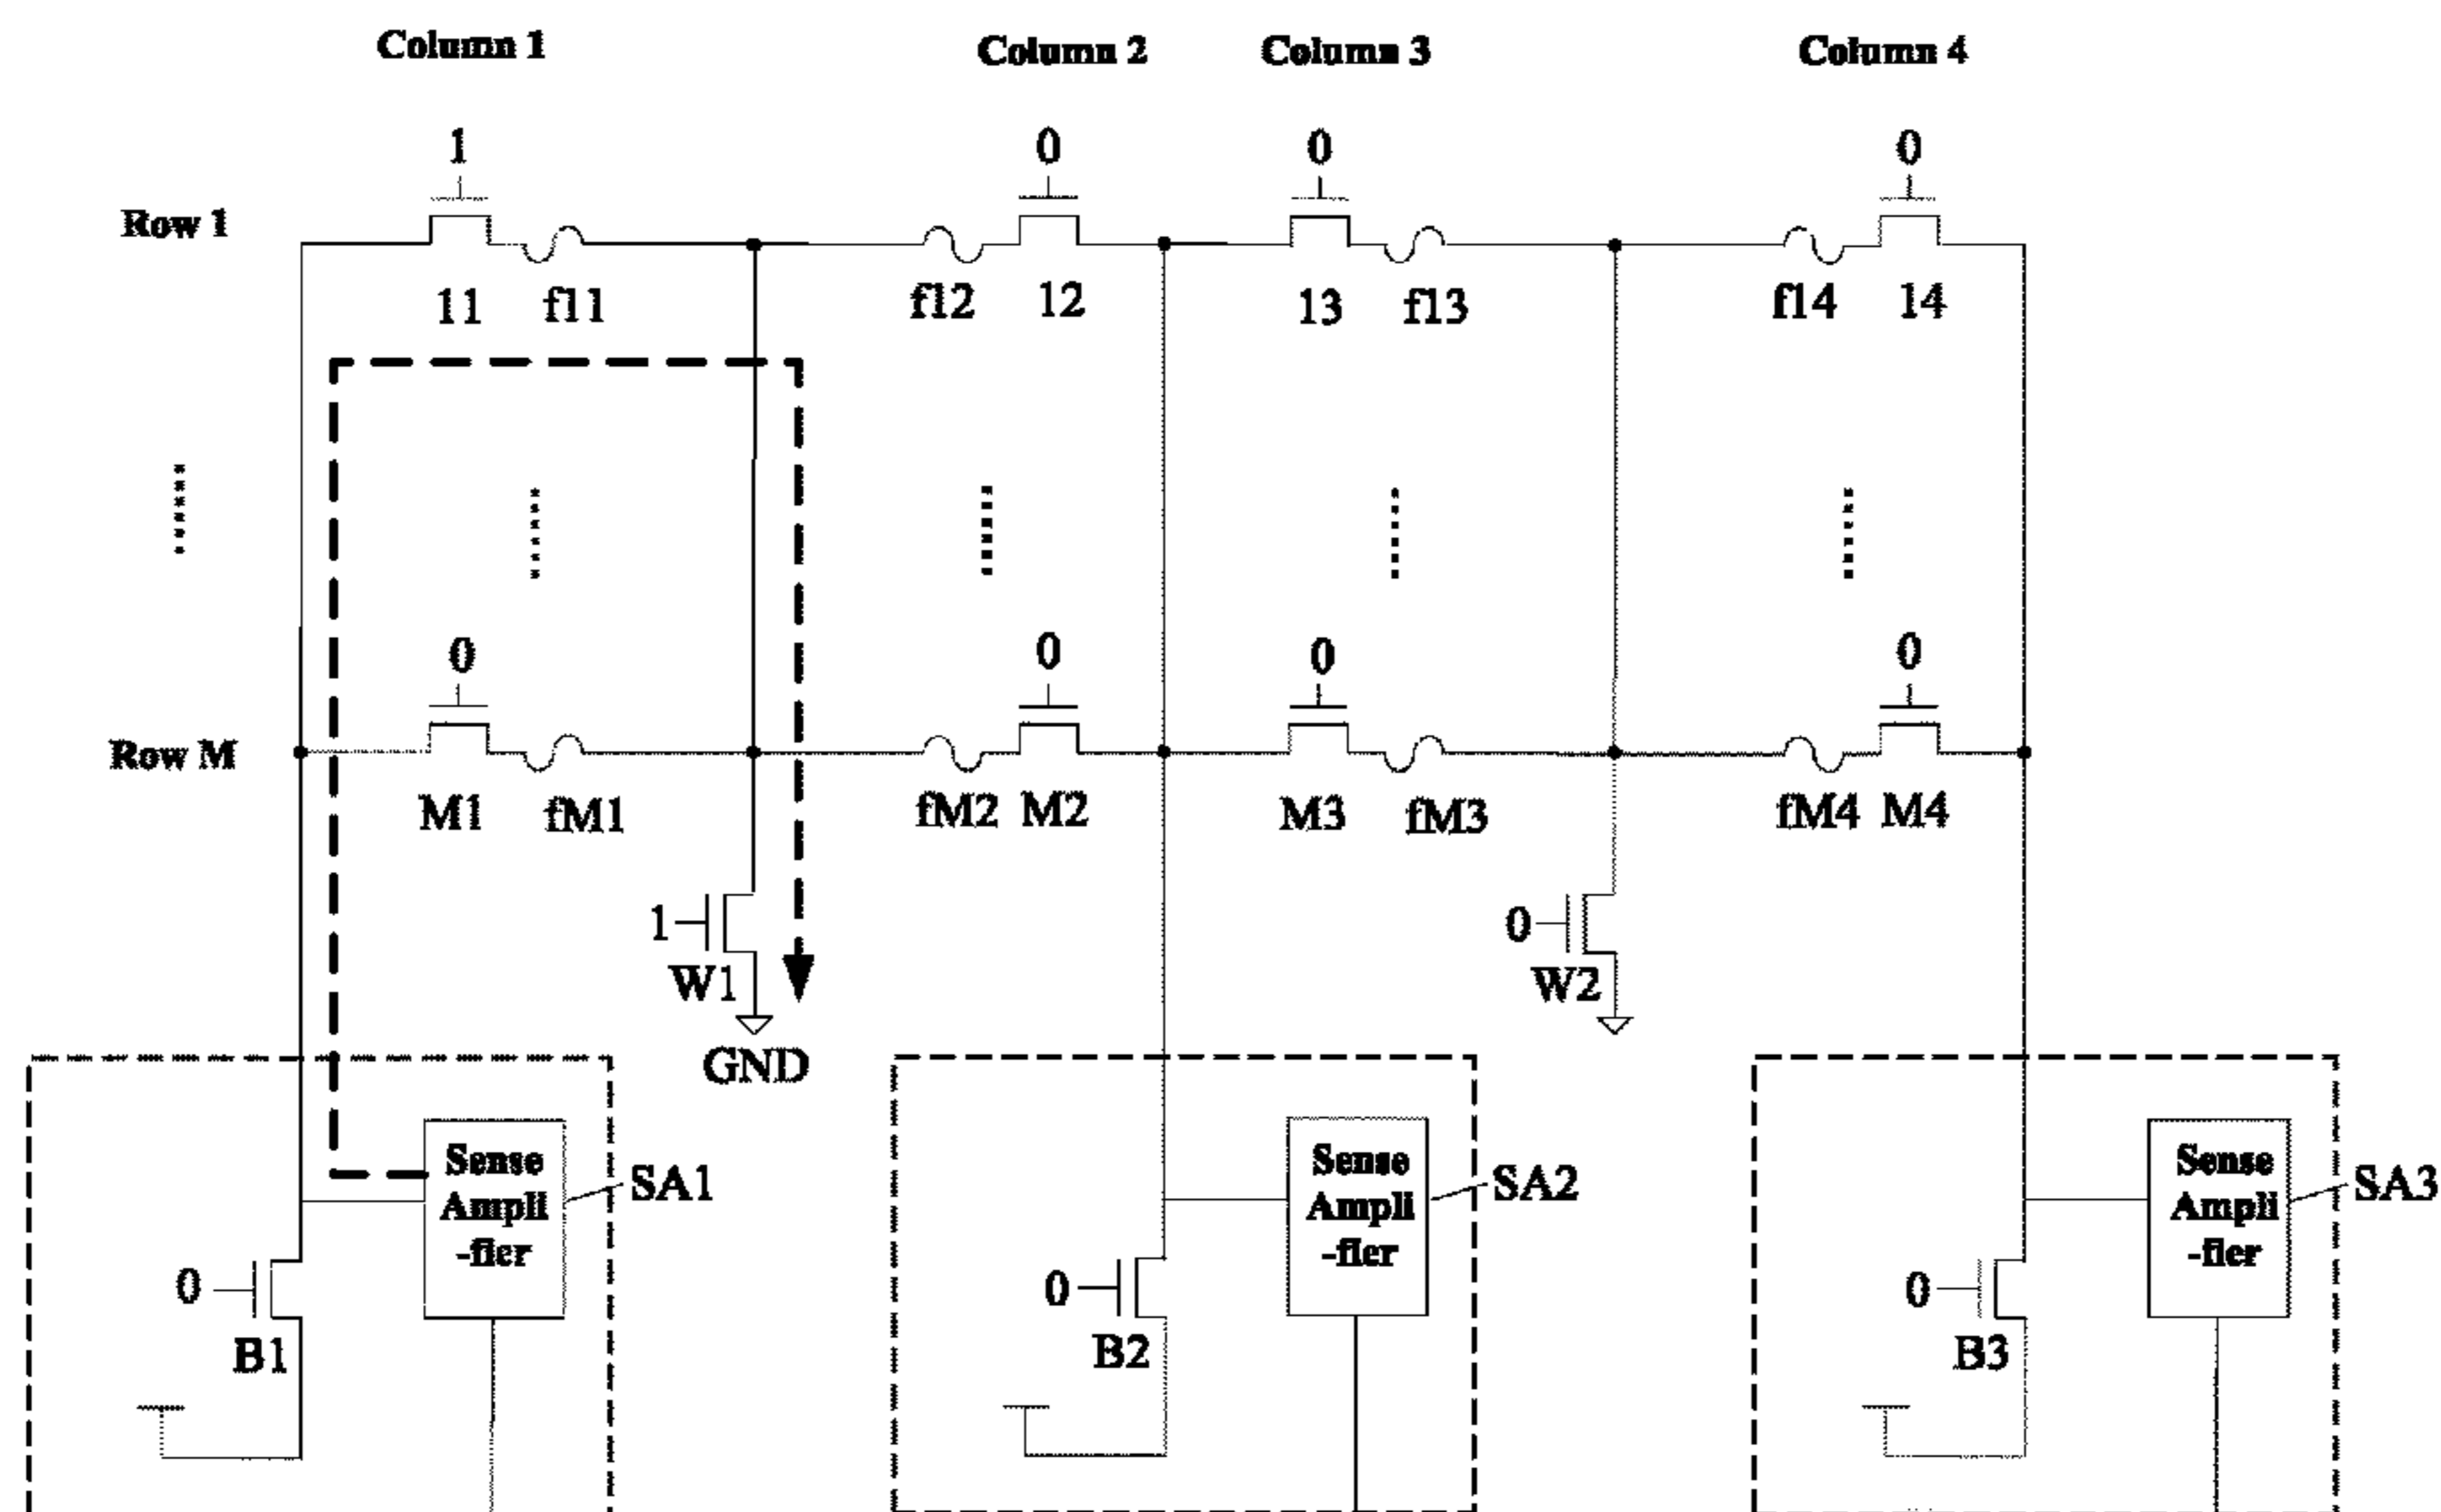 Column 1 Column 2 Column 3 Column 4
1 0 0 0
Row 1
11 f11 f12 12 13 f13 f14 14
0 0 0 0
Row M
M1 fM1 fM2 M2 M3 fM3 fM4 M4
1 0
W1 W2
GND
Sense Sense Sense
SA1 SA2 SA3
Ampli Ampli Ampli
-fier -fier -fier
0 0 0
B1 B2 B3